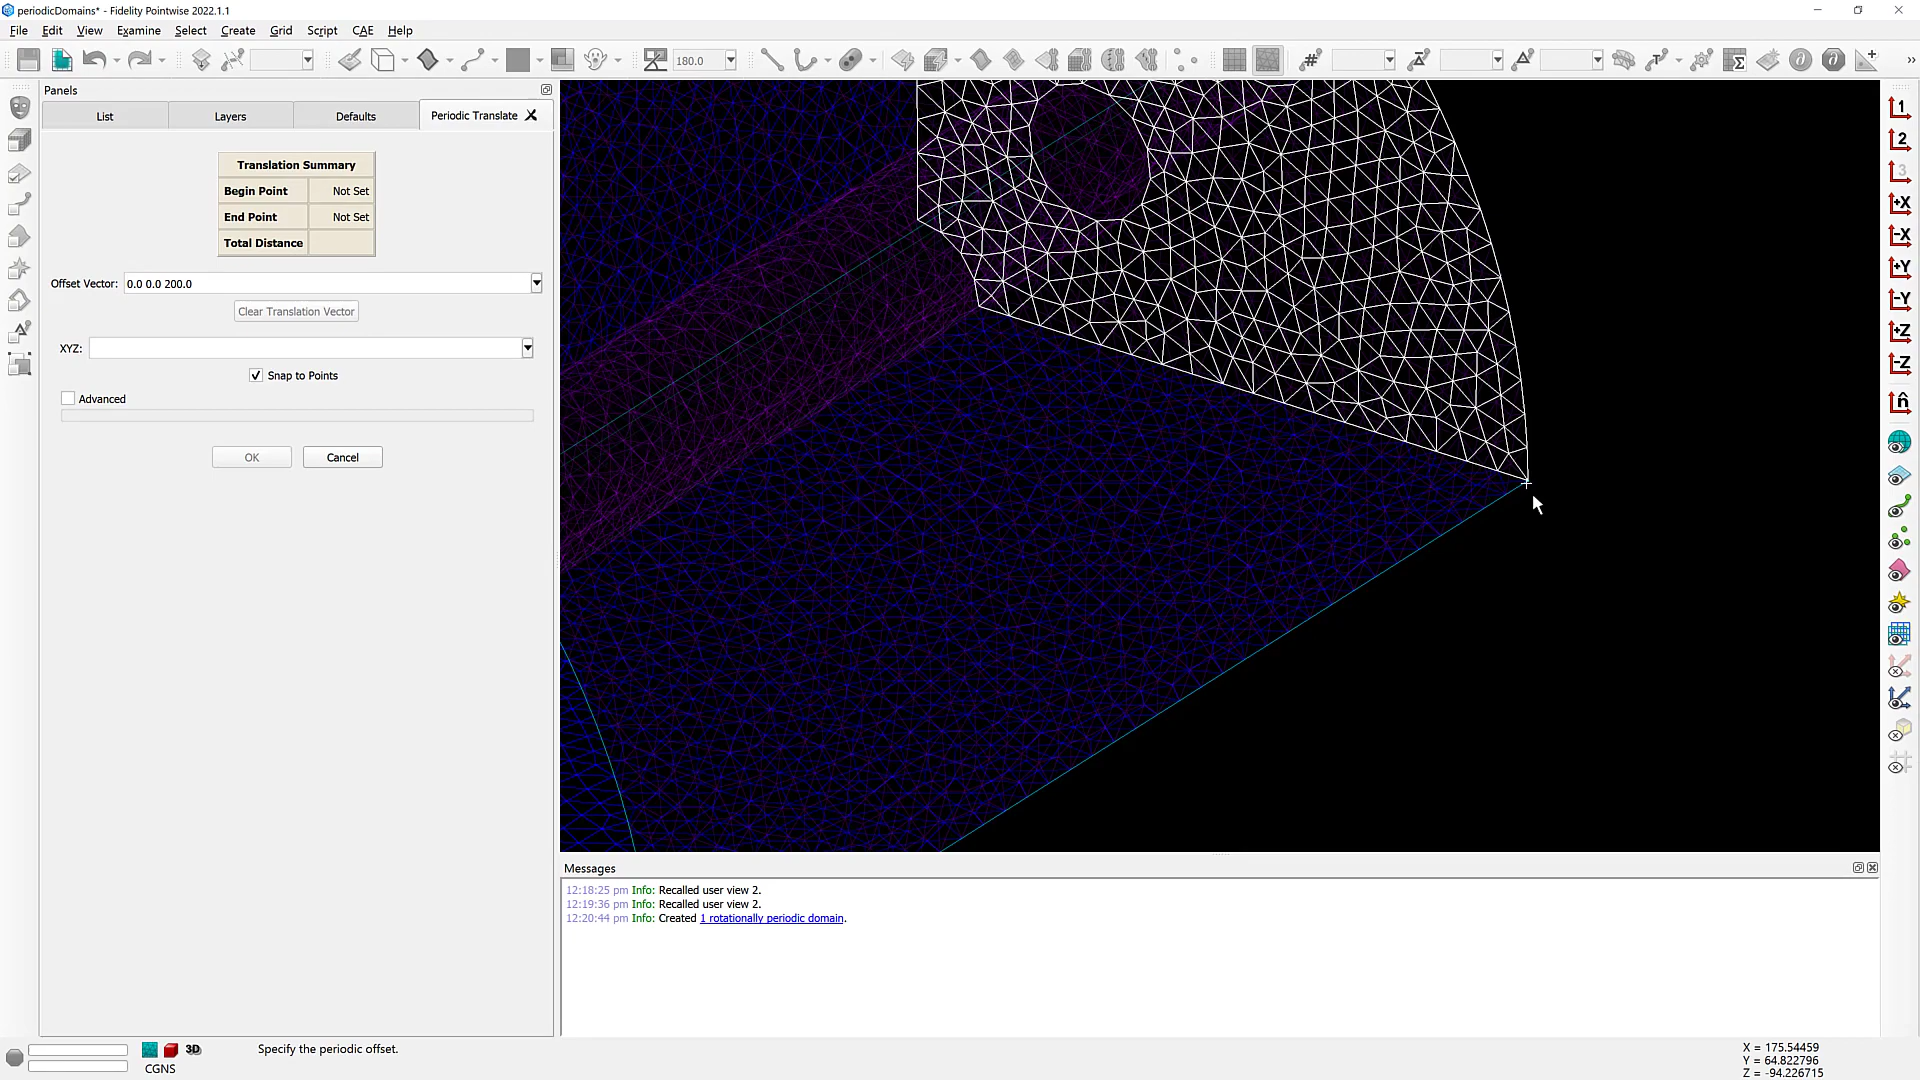 periodicDomains* - Fidelity Pointwise 2022.1.1
File Edit View Examine Select Create Grid Script CAE Help
180.0
Panels
List Layers Defaults Periodic Translate
Translation Summary
Begin Point Not Set
End Point Not Set
Total Distance
Offset Vector: 0.0 0.0 200.0
Clear Translation Vector
XYZ:
Snap to Points
Advanced
OK Cancel
1
2
3
+X
-X
+Y
-Y
+Z
-Z
n̂
Messages
12:18:25 pm Info: Recalled user view 2.
12:19:36 pm Info: Recalled user view 2.
12:20:44 pm Info: Created 1 rotationally periodic domain.
3D
CGNS
Specify the periodic offset.
X = 175.54459
Y = 64.822796
Z = -94.226715